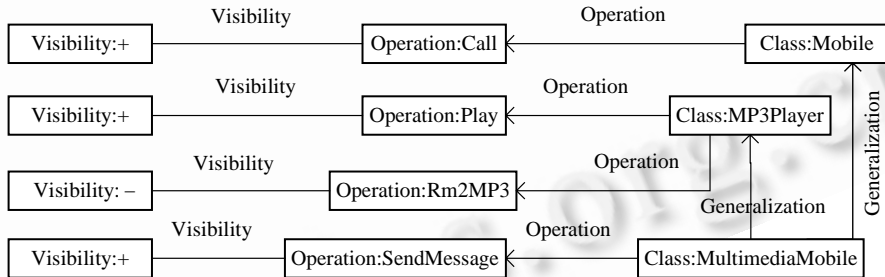 Visibility
Operation
Visibility:+
Operation:Call
Class:Mobile
Visibility
Operation
Generalization
Visibility:+
Operation:Play
Class:MP3Player
Visibility
Operation
Visibility: –
Operation:Rm2MP3
Generalization
Visibility
Operation
Visibility:+
Operation:SendMessage
Class:MultimediaMobile